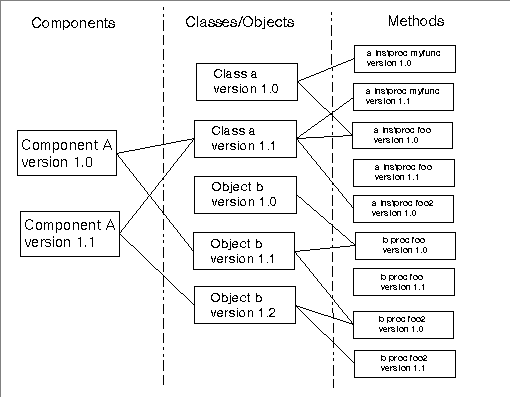 Components
Classes/Objects
Methods
Component A
version 1.0
Component A
version 1.1
Class a
version 1.0
Class a
version 1.1
Object b
version 1.0
Object b
version 1.1
Object b
version 1.2
a instproc myfunc
version 1.0
a instproc myfunc
version 1.1
a instproc foo
version 1.0
a instproc foo
version 1.1
a instproc foo2
version 1.0
b proc foo
version 1.0
b proc foo
version 1.1
b proc foo2
version 1.0
b proc foo2
version 1.1